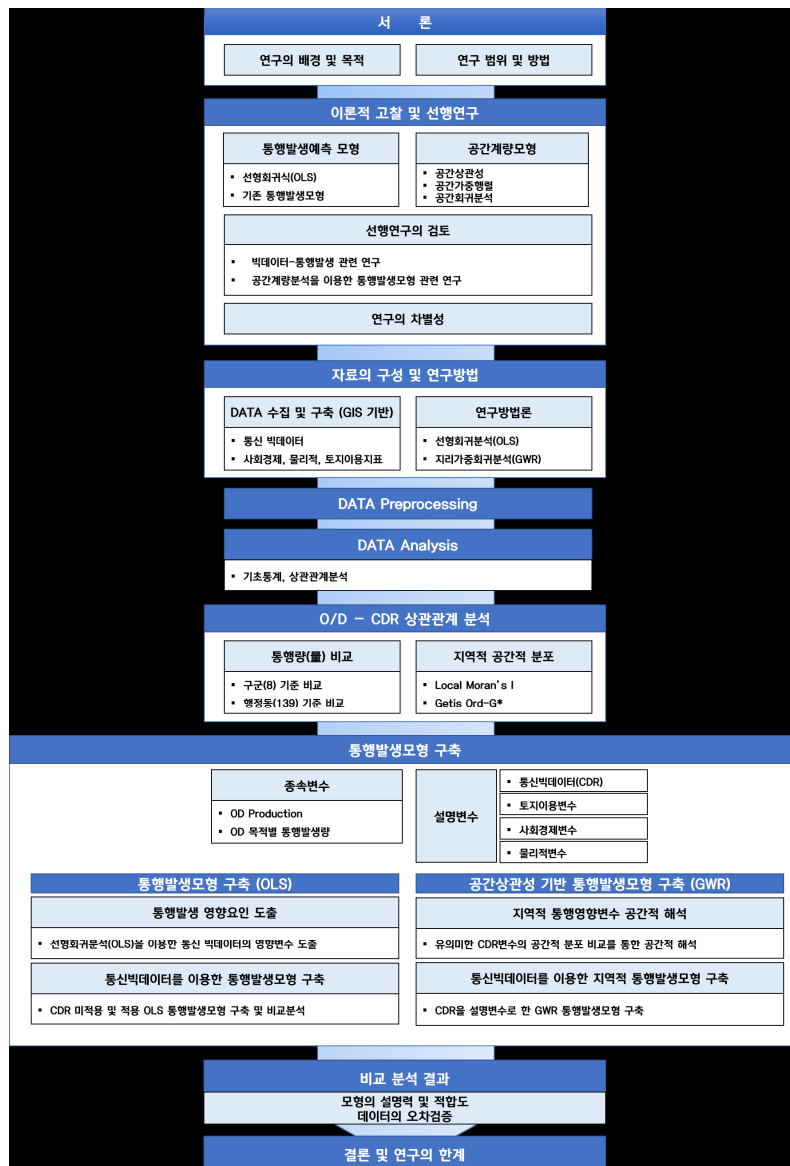 서 론
연구의 배경 및 목적
연구 범위 및 방법
이론적 고찰 및 선행연구
통행발생예측 모형
▪ 선형회귀식(OLS)
▪ 기존 통행발생모형
공간계량모형
▪ 공간상관성
▪ 공간가중행렬
▪ 공간회귀분석
선행연구의 검토
▪ 빅데이터-통행발생 관련 연구
▪ 공간계량분석을 이용한 통행발생모형 관련 연구
연구의 차별성
자료의 구성 및 연구방법
DATA 수집 및 구축 (GIS 기반)
▪ 통신 빅데이터
▪ 사회경제, 물리적, 토지이용지표
연구방법론
▪ 선형회귀분석(OLS)
▪ 지리가중회귀분석(GWR)
DATA Preprocessing
DATA Analysis
▪ 기초통계, 상관관계분석
O/D - CDR 상관관계 분석
통행량(量) 비교
▪ 구군(8) 기준 비교
▪ 행정동(139) 기준 비교
지역적 공간적 분포
▪ Local Moran's I
▪ Getis Ord-G*
통행발생모형 구축
종속변수
▪ OD Production
▪ OD 목적별 통행발생량
설명변수
▪ 통신빅데이터(CDR)
▪ 토지이용변수
▪ 사회경제변수
▪ 물리적변수
통행발생모형 구축 (OLS)
통행발생 영향요인 도출
▪ 선형회귀분석(OLS)을 이용한 통신 빅데이터의 영향변수 도출
통신빅데이터를 이용한 통행발생모형 구축
▪ CDR 미적용 및 적용 OLS 통행발생모형 구축 및 비교분석
공간상관성 기반 통행발생모형 구축 (GWR)
지역적 통행영향변수 공간적 해석
▪ 유의미한 CDR변수의 공간적 분포 비교를 통한 공간적 해석
통신빅데이터를 이용한 지역적 통행발생모형 구축
▪ CDR을 설명변수로 한 GWR 통행발생모형 구축
비교 분석 결과
모형의 설명력 및 적합도
데이터의 오차검증
결론 및 연구의 한계